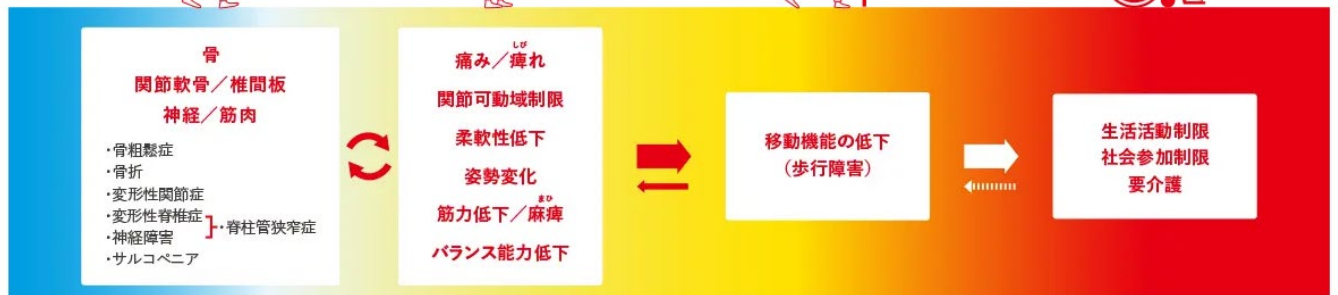 骨
関節軟骨／椎間板
神経／筋肉
・骨粗鬆症
・骨折
・変形性関節症
・変形性脊椎症
・神経障害
・脊柱管狭窄症
・サルコペニア
しび
痛み／痺れ
関節可動域制限
柔軟性低下
姿勢変化
まひ
筋力低下／麻痺
バランス能力低下
移動機能の低下
（歩行障害）
生活活動制限
社会参加制限
要介護